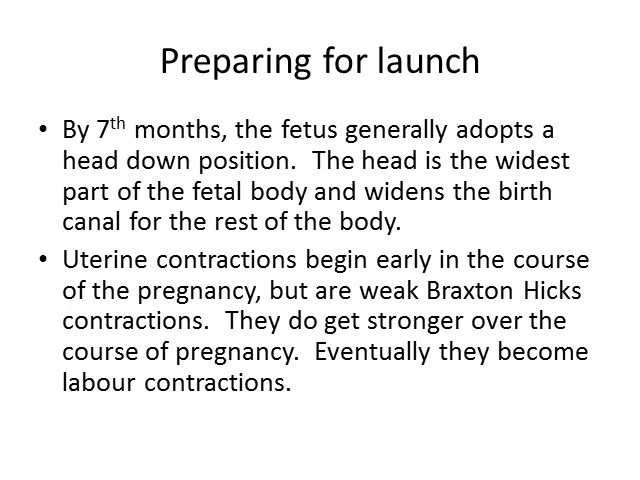 Preparing for launch
• By 7th months, the fetus generally adopts a
head down position.  The head is the widest
part of the fetal body and widens the birth
canal for the rest of the body.
• Uterine contractions begin early in the course
of the pregnancy, but are weak Braxton Hicks
contractions.  They do get stronger over the
course of pregnancy.  Eventually they become
labour contractions.